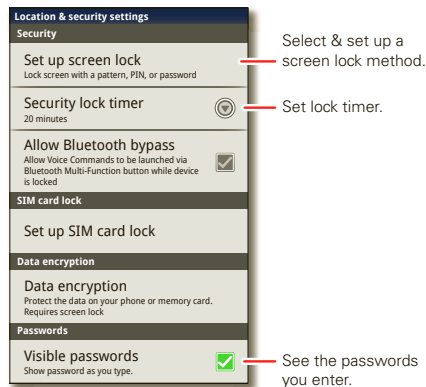 Location & security settings
Security
Set up screen lock
Lock screen with a pattern, PIN, or password
Select & set up a
screen lock method.
Security lock timer
20 minutes
Set lock timer.
Allow Bluetooth bypass
Allow Voice Commands to be launched via
Bluetooth Multi-Function button while device
is locked
SIM card lock
Set up SIM card lock
Data encryption
Data encryption
Protect the data on your phone or memory card.
Requires screen lock
Passwords
Visible passwords
Show password as you type.
See the passwords
you enter.